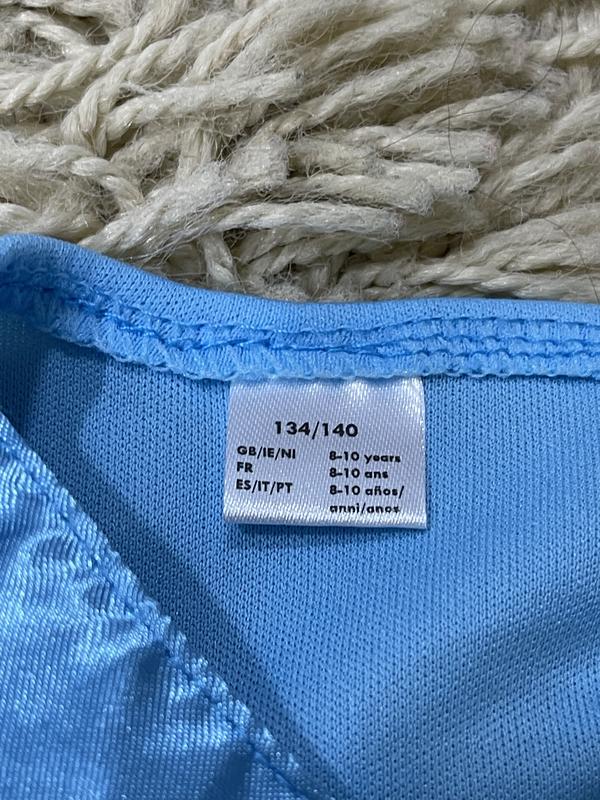 134/140
GB/IE/NI 8-10 years
FR 8-10 ans
ES/IT/PT 8-10 años/
anni/anos